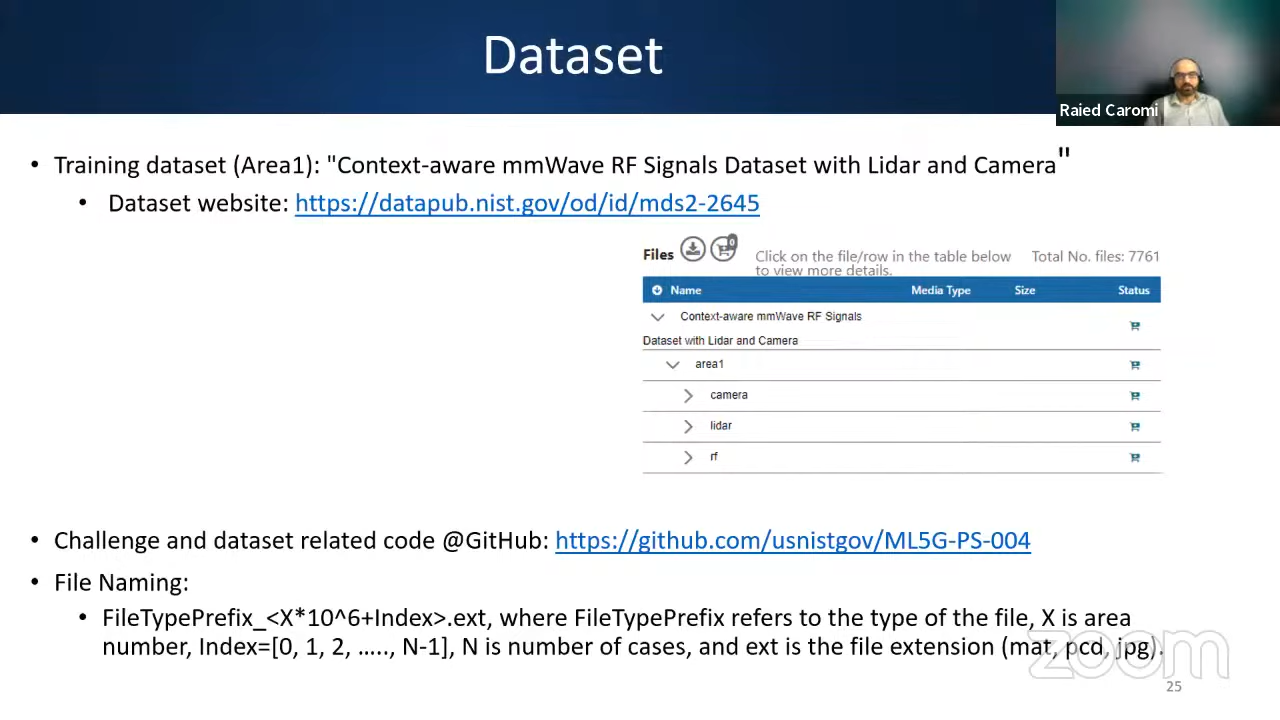 Dataset
Raied Caromi
• Training dataset (Area1): "Context-aware mmWave RF Signals Dataset with Lidar and Camera"
• Dataset website: https://datapub.nist.gov/od/id/mds2-2645
Files 0 Click on the file/row in the table below Total No. files: 7761
to view more details.
Name Media Type Size Status
Context-aware mmWave RF Signals
Dataset with Lidar and Camera
area1
camera
lidar
rf
• Challenge and dataset related code @GitHub: https://github.com/usnistgov/ML5G-PS-004
• File Naming:
• FileTypePrefix_<X*10^6+Index>.ext, where FileTypePrefix refers to the type of the file, X is area
number, Index=[0, 1, 2, ….., N-1], N is number of cases, and ext is the file extension (mat, pcd, jpg).
zoom
25